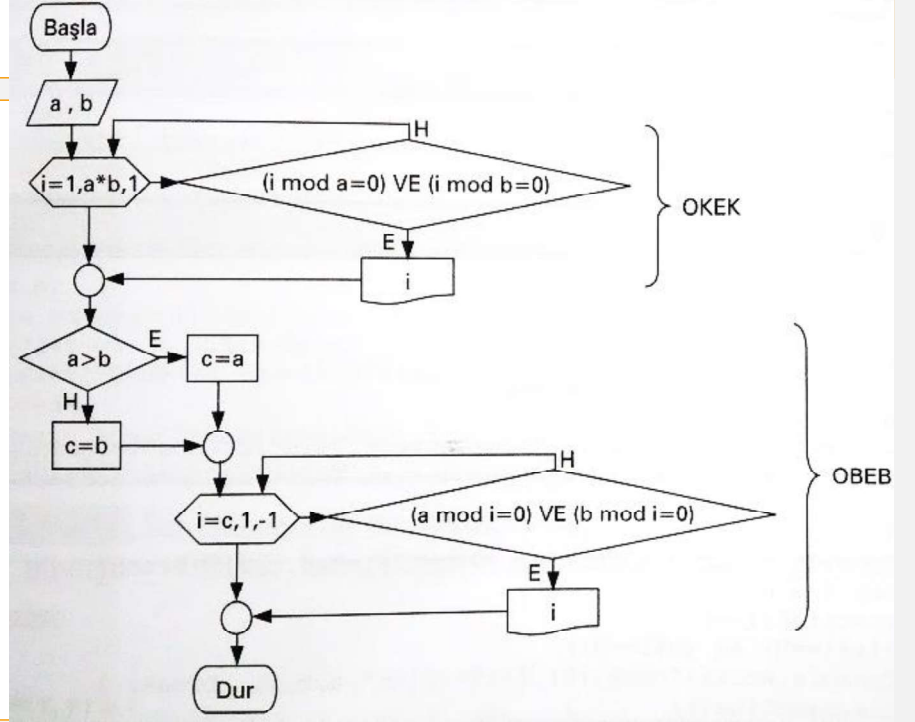 Başla
a , b
i=1,a*b,1
(i mod a=0) VE (i mod b=0)
H
E
i
OKEK
a>b
E
c=a
H
c=b
i=c,1,-1
(a mod i=0) VE (b mod i=0)
H
E
i
OBEB
Dur